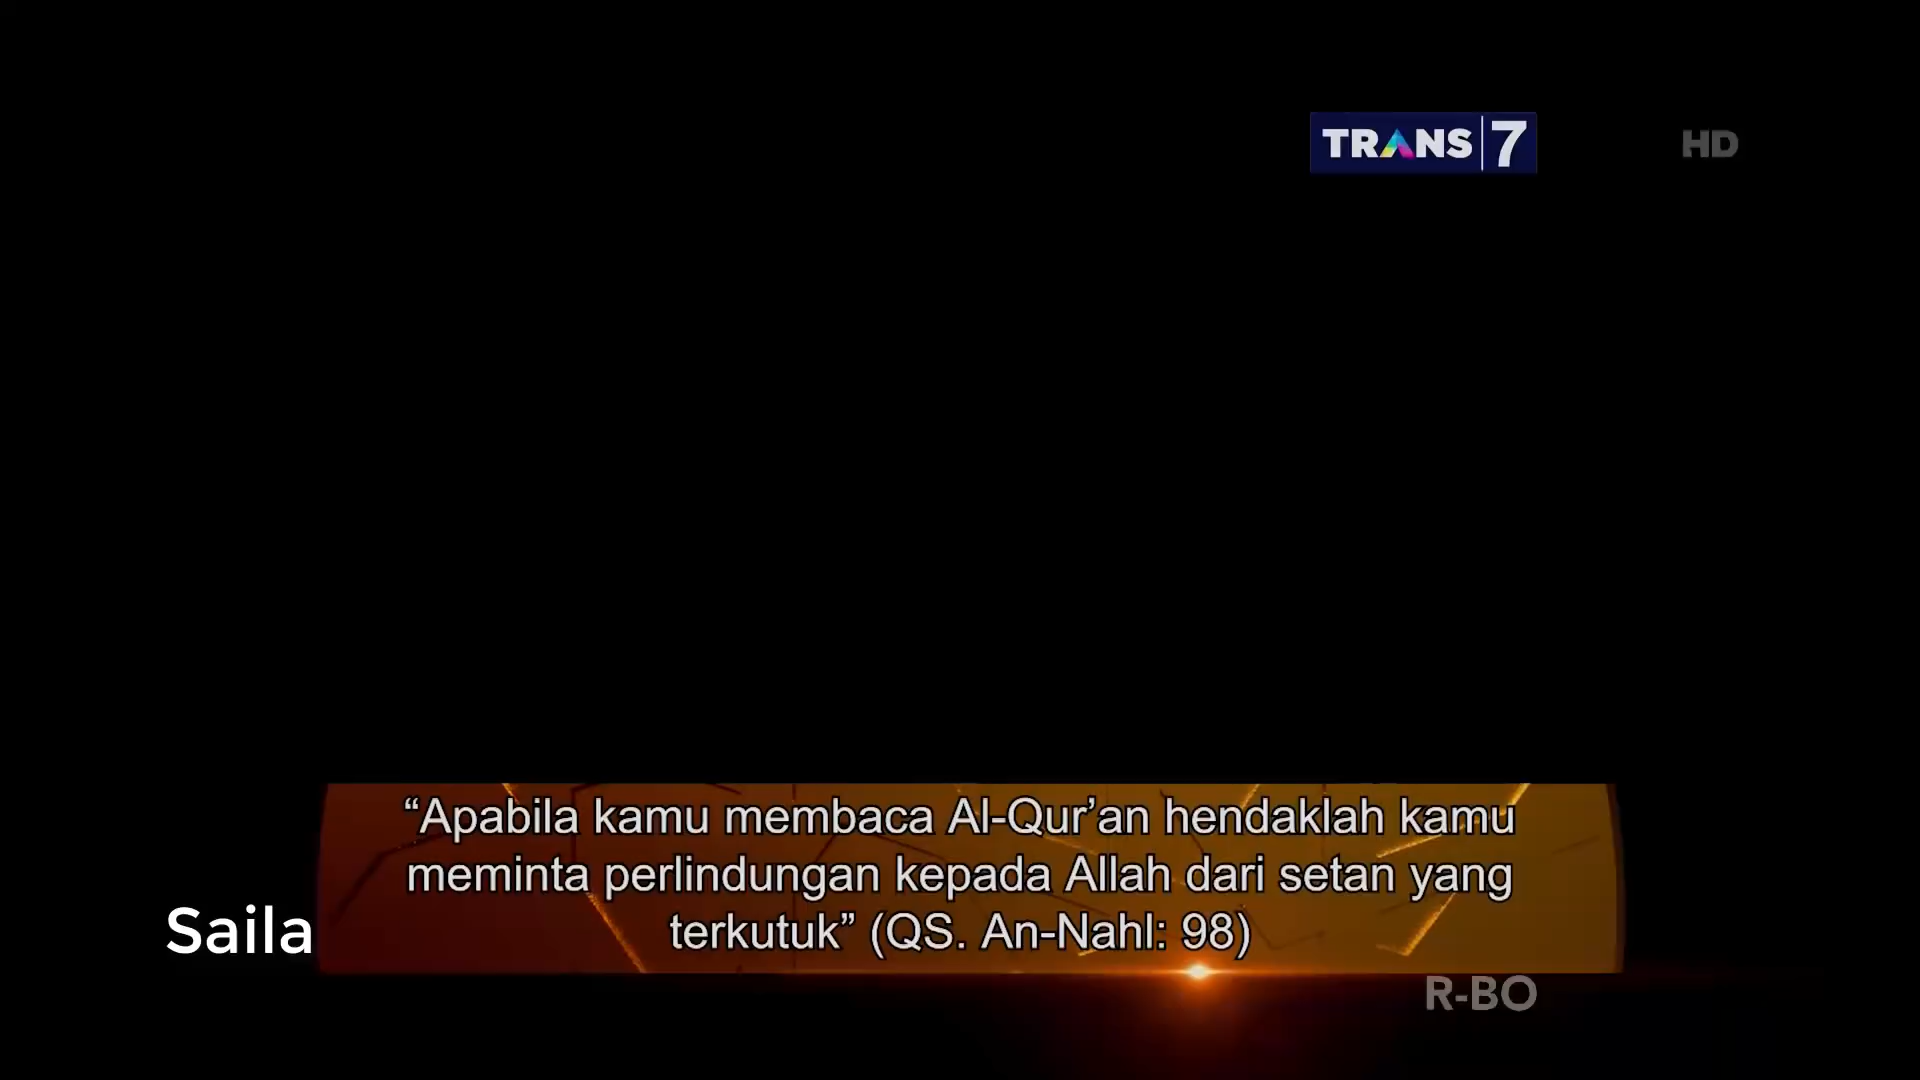 TRANS|7
HD
“Apabila kamu membaca Al-Qur’an hendaklah kamu
meminta perlindungan kepada Allah dari setan yang
terkutuk” (QS. An-Nahl: 98)
Saila
R-BO